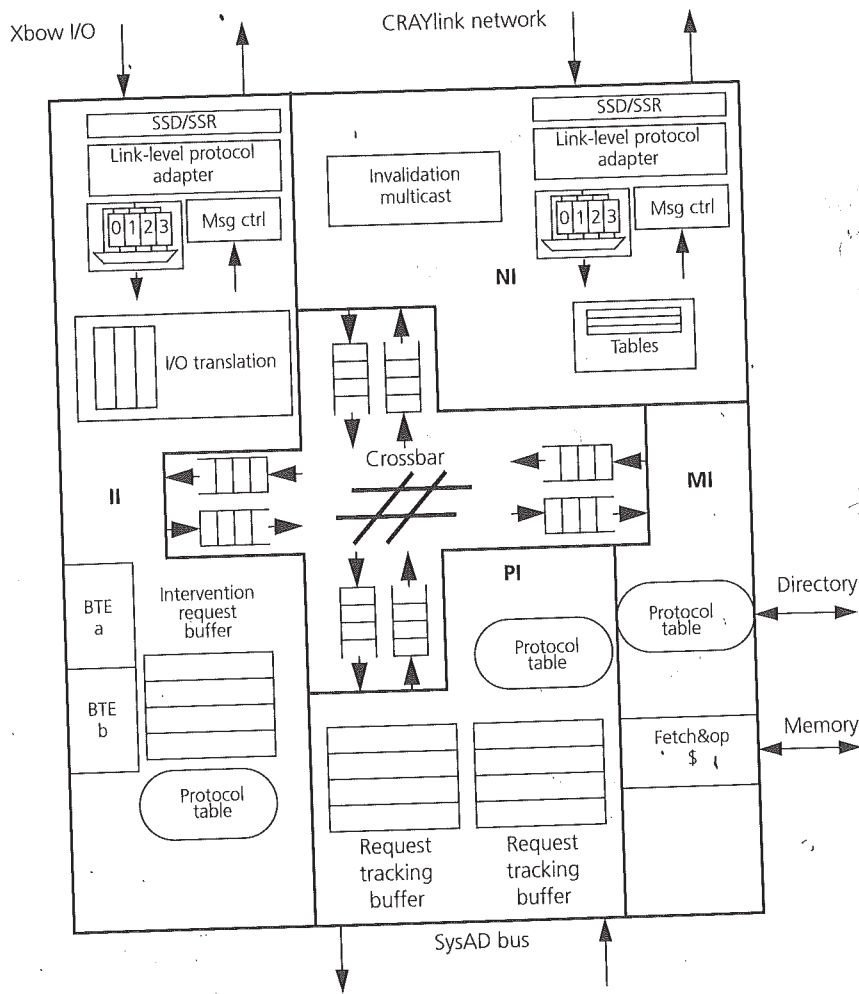 Xbow I/O
CRAYlink network
SSD/SSR
Link-level protocol
adapter
0 1 2 3
Msg ctrl
I/O translation
Invalidation
multicast
SSD/SSR
Link-level protocol
adapter
0 1 2 3
Msg ctrl
NI
Tables
Crossbar
II
MI
PI
BTE
a
BTE
b
Intervention
request
buffer
Protocol
table
Protocol
table
Protocol
table
Directory
Fetch&op
$
Memory
Request
tracking
buffer
Request
tracking
buffer
SysAD bus